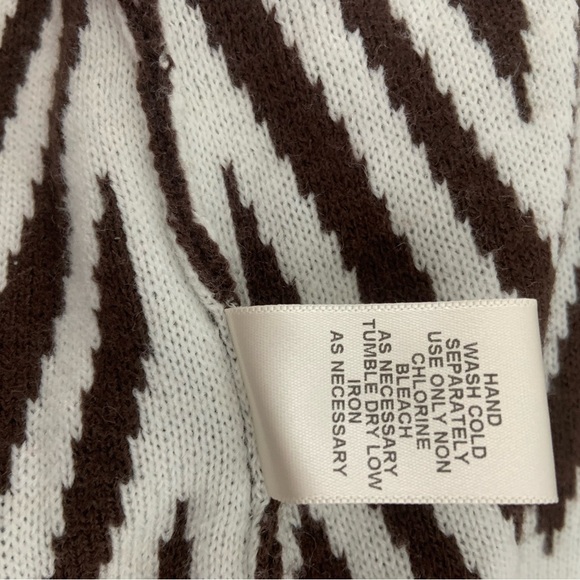 HAND
WASH COLD
SEPARATELY
USE ONLY NON
CHLORINE
BLEACH
AS NECESSARY
TUMBLE DRY LOW
IRON
AS NECESSARY